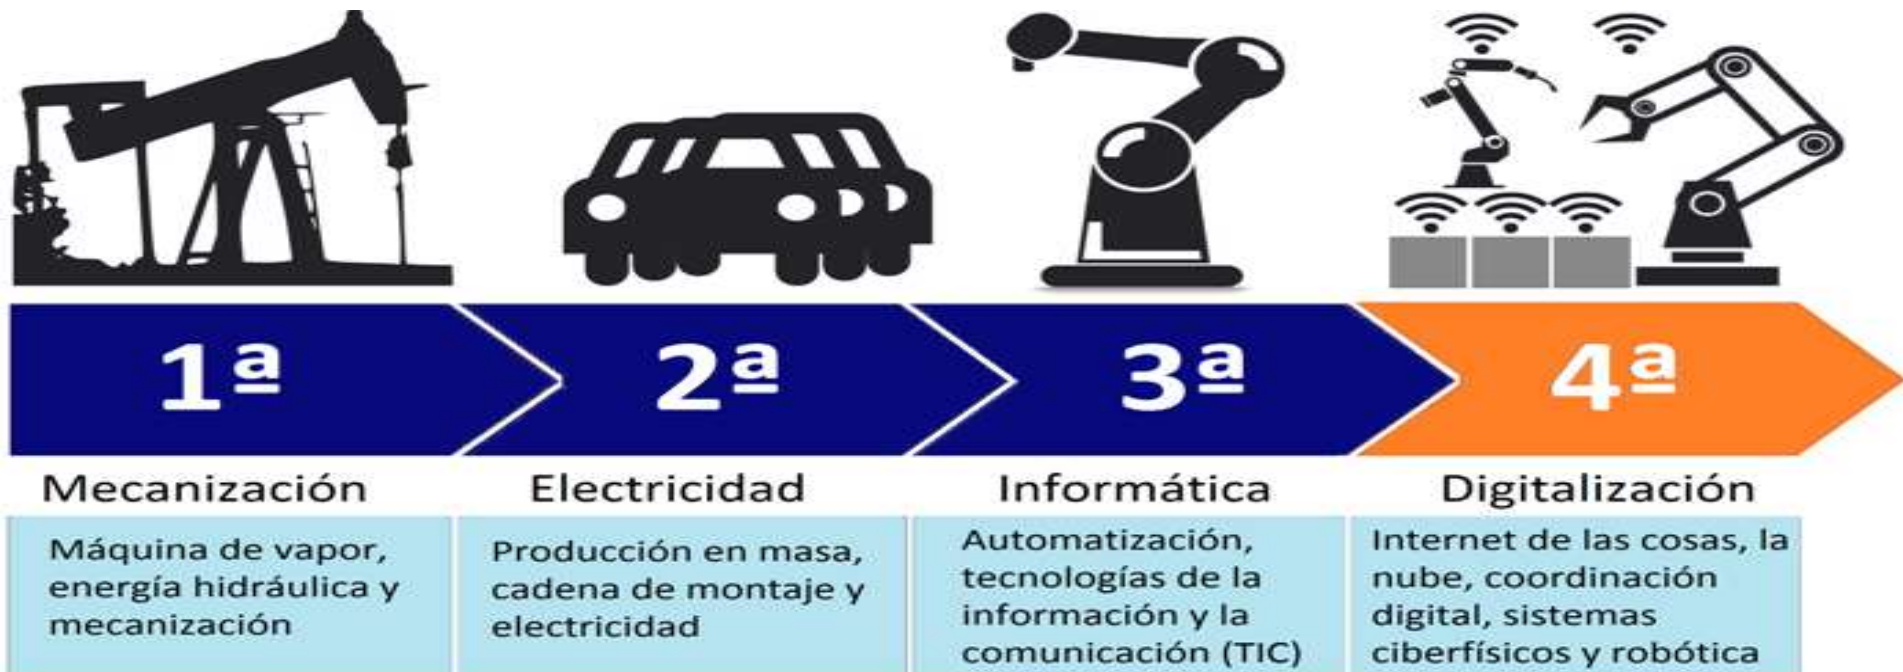 1ª
2ª
3ª
4ª
Mecanización
Electricidad
Informática
Digitalización
Máquina de vapor,
energía hidráulica y
mecanización
Producción en masa,
cadena de montaje y
electricidad
Automatización,
tecnologías de la
información y la
comunicación (TIC)
Internet de las cosas, la
nube, coordinación
digital, sistemas
ciberfísicos y robótica